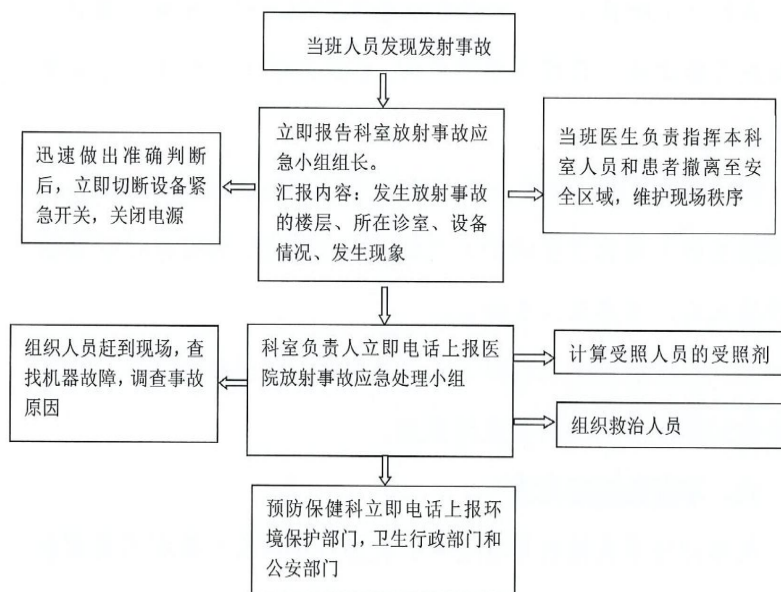 当班人员发现发射事故
立即报告科室放射事故应
急小组组长。
汇报内容：发生放射事故
的楼层、所在诊室、设备
情况、发生现象
迅速做出准确判断
后，立即切断设备紧
急开关，关闭电源
当班医生负责指挥本科
室人员和患者撤离至安
全区域，维护现场秩序
科室负责人立即电话上报医
院放射事故应急处理小组
组织人员赶到现场，查
找机器故障，调查事故
原因
计算受照人员的受照剂
组织救治人员
预防保健科立即电话上报环
境保护部门，卫生行政部门和
公安部门